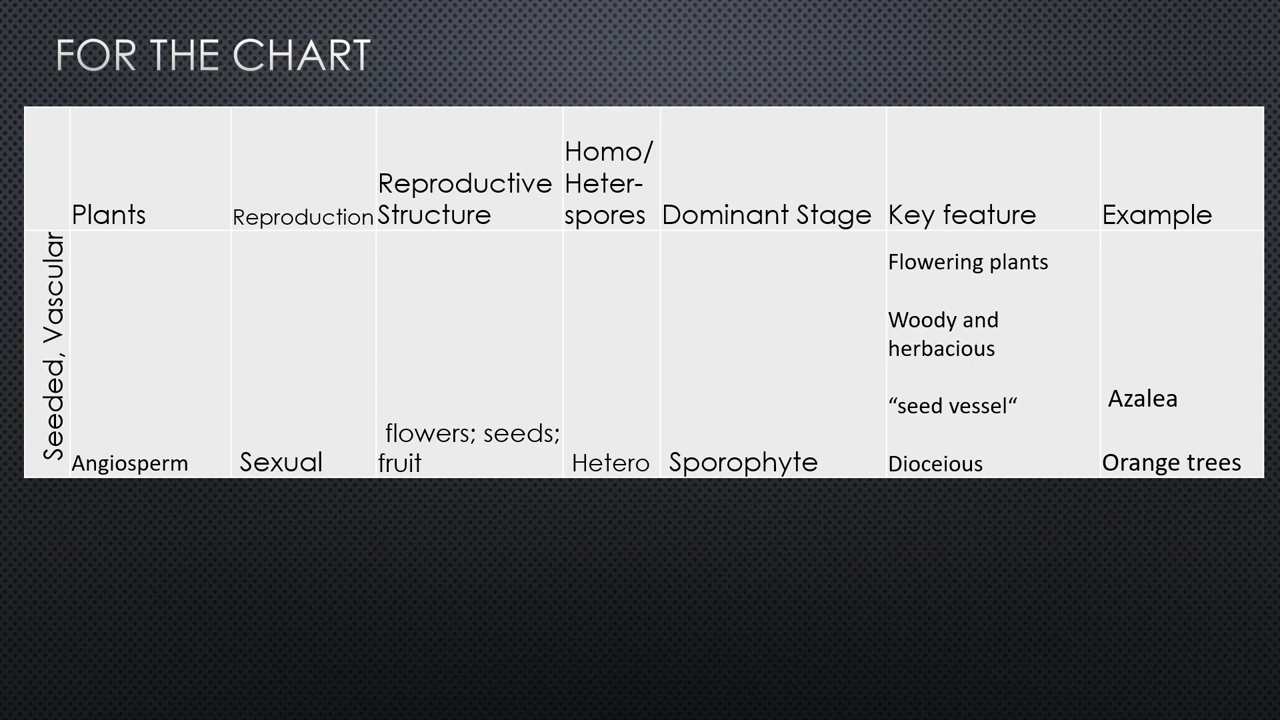 FOR THE CHART
Plants
Reproduction
Reproductive
Structure
Homo/
Heter-
spores
Dominant Stage
Key feature
Example
Seeded, Vascular
Angiosperm
Sexual
flowers; seeds;
fruit
Hetero
Sporophyte
Flowering plants
Woody and
herbacious
“seed vessel“
Dioceious
Azalea
Orange trees